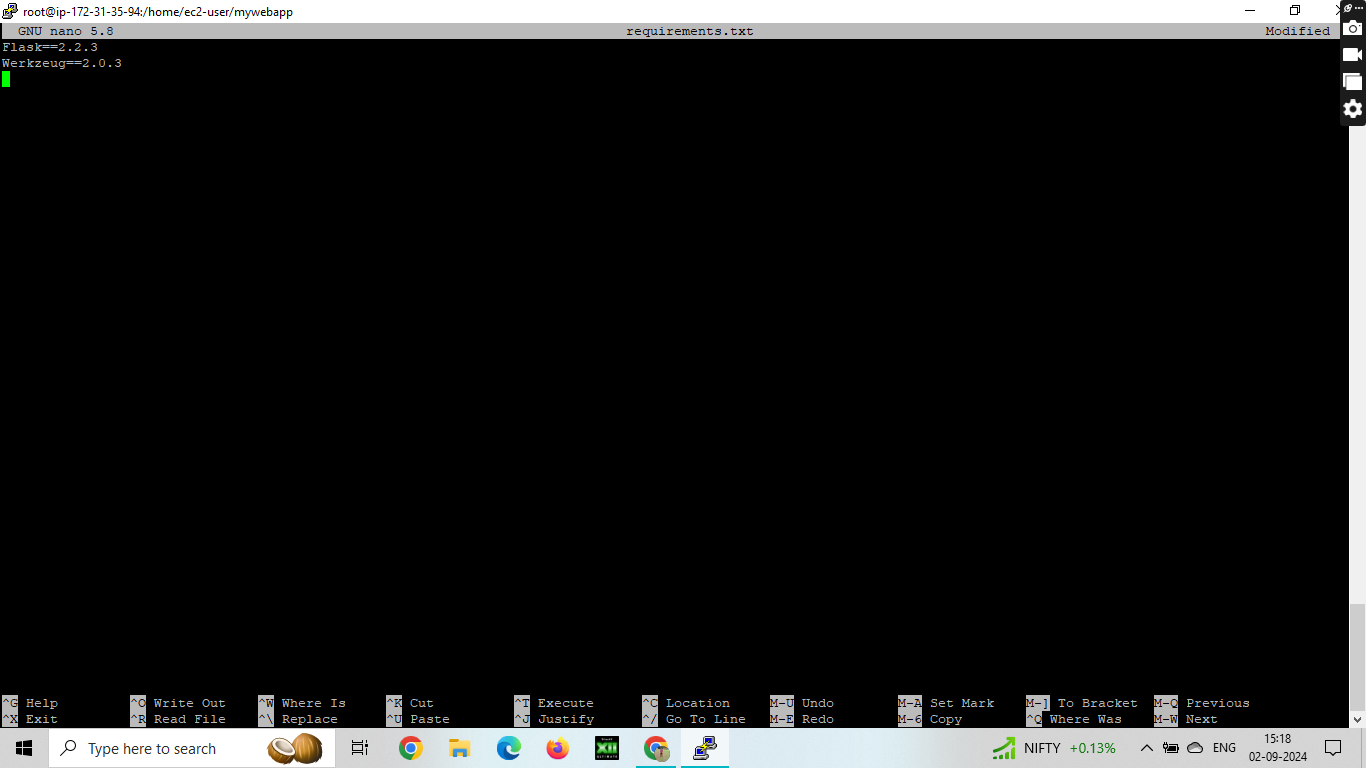 root@ip-172-31-35-94:/home/ec2-user/mywebapp
GNU nano 5.8 requirements.txt Modified
Flask==2.2.3
Werkzeug==2.0.3
^G Help ^O Write Out ^W Where Is ^K Cut ^T Execute ^C Location M-U Undo M-A Set Mark M-] To Bracket M-Q Previous
^X Exit ^R Read File ^\ Replace ^U Paste ^J Justify ^/ Go To Line M-E Redo M-6 Copy ^Q Where Was M-W Next
Type here to search XII NIFTY +0.13% ENG 15:18
02-09-2024